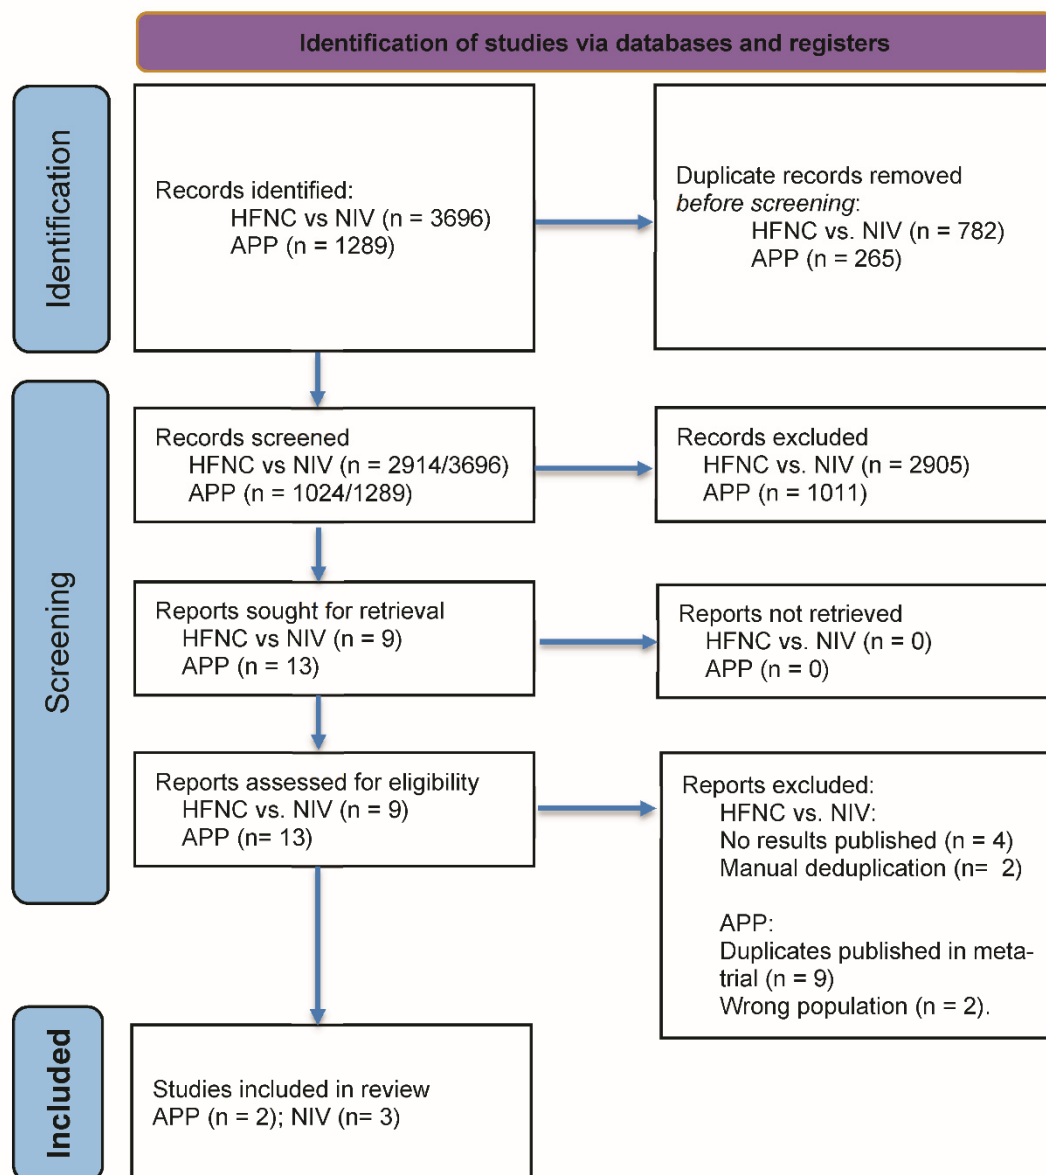 Identification of studies via databases and registers
Identification
Records identified:
HFNC vs NIV (n = 3696)
APP (n = 1289)
Duplicate records removed
before screening:
HFNC vs. NIV (n = 782)
APP (n = 265)
Screening
Records screened
HFNC vs NIV (n = 2914/3696)
APP (n = 1024/1289)
Records excluded
HFNC vs. NIV (n = 2905)
APP (n = 1011)
Reports sought for retrieval
HFNC vs NIV (n = 9)
APP (n = 13)
Reports not retrieved
HFNC vs. NIV (n = 0)
APP (n = 0)
Reports assessed for eligibility
HFNC vs. NIV (n = 9)
APP (n= 13)
Reports excluded:
HFNC vs. NIV:
No results published (n = 4)
Manual deduplication (n=  2)
APP:
Duplicates published in meta-
trial (n = 9)
Wrong population (n = 2).
Included
Studies included in review
APP (n = 2); NIV (n= 3)